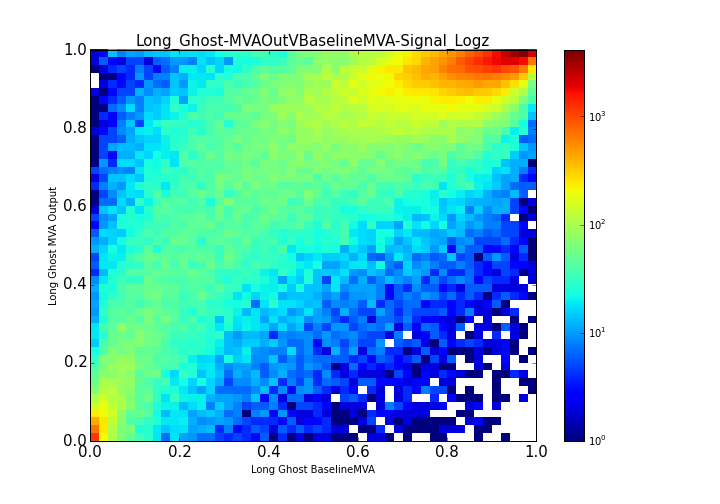 Long_Ghost-MVAOutVBaselineMVA-Signal_Logz
1.0
0.8
0.6
0.4
0.2
0.0
Long Ghost MVA Output
0.0 0.2 0.4 0.6 0.8 1.0
Long Ghost BaselineMVA
10³
10²
10¹
10⁰